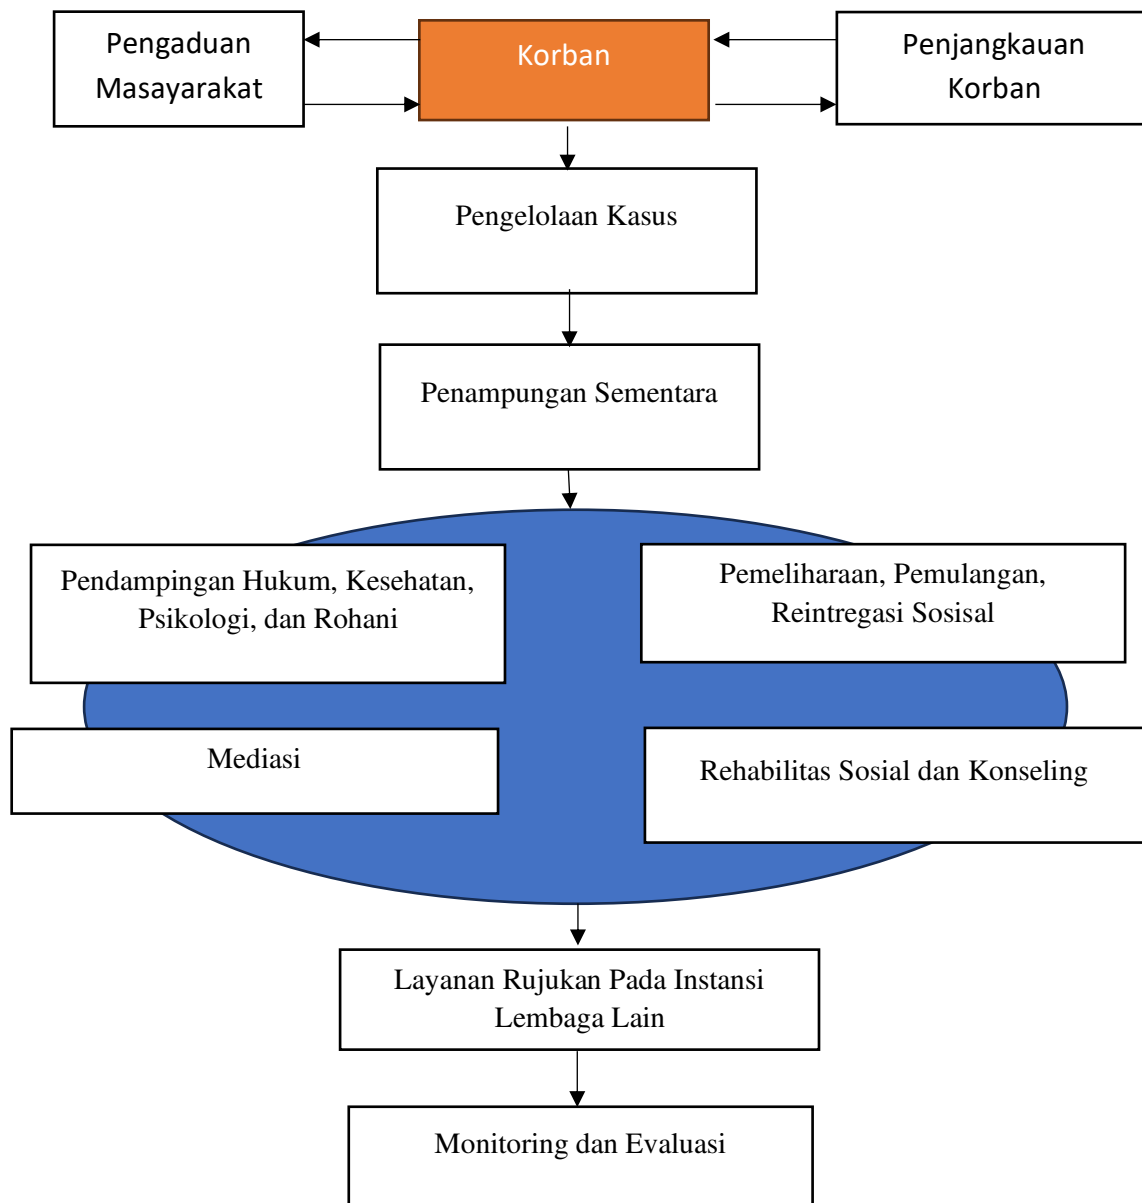 Pengaduan
Masayarakat
Korban
Penjangkauan
Korban
Pengelolaan Kasus
Penampungan Sementara
Pendampingan Hukum, Kesehatan,
Psikologi, dan Rohani
Pemeliharaan, Pemulangan,
Reintregasi Sosisal
Mediasi
Rehabilitas Sosial dan Konseling
Layanan Rujukan Pada Instansi
Lembaga Lain
Monitoring dan Evaluasi